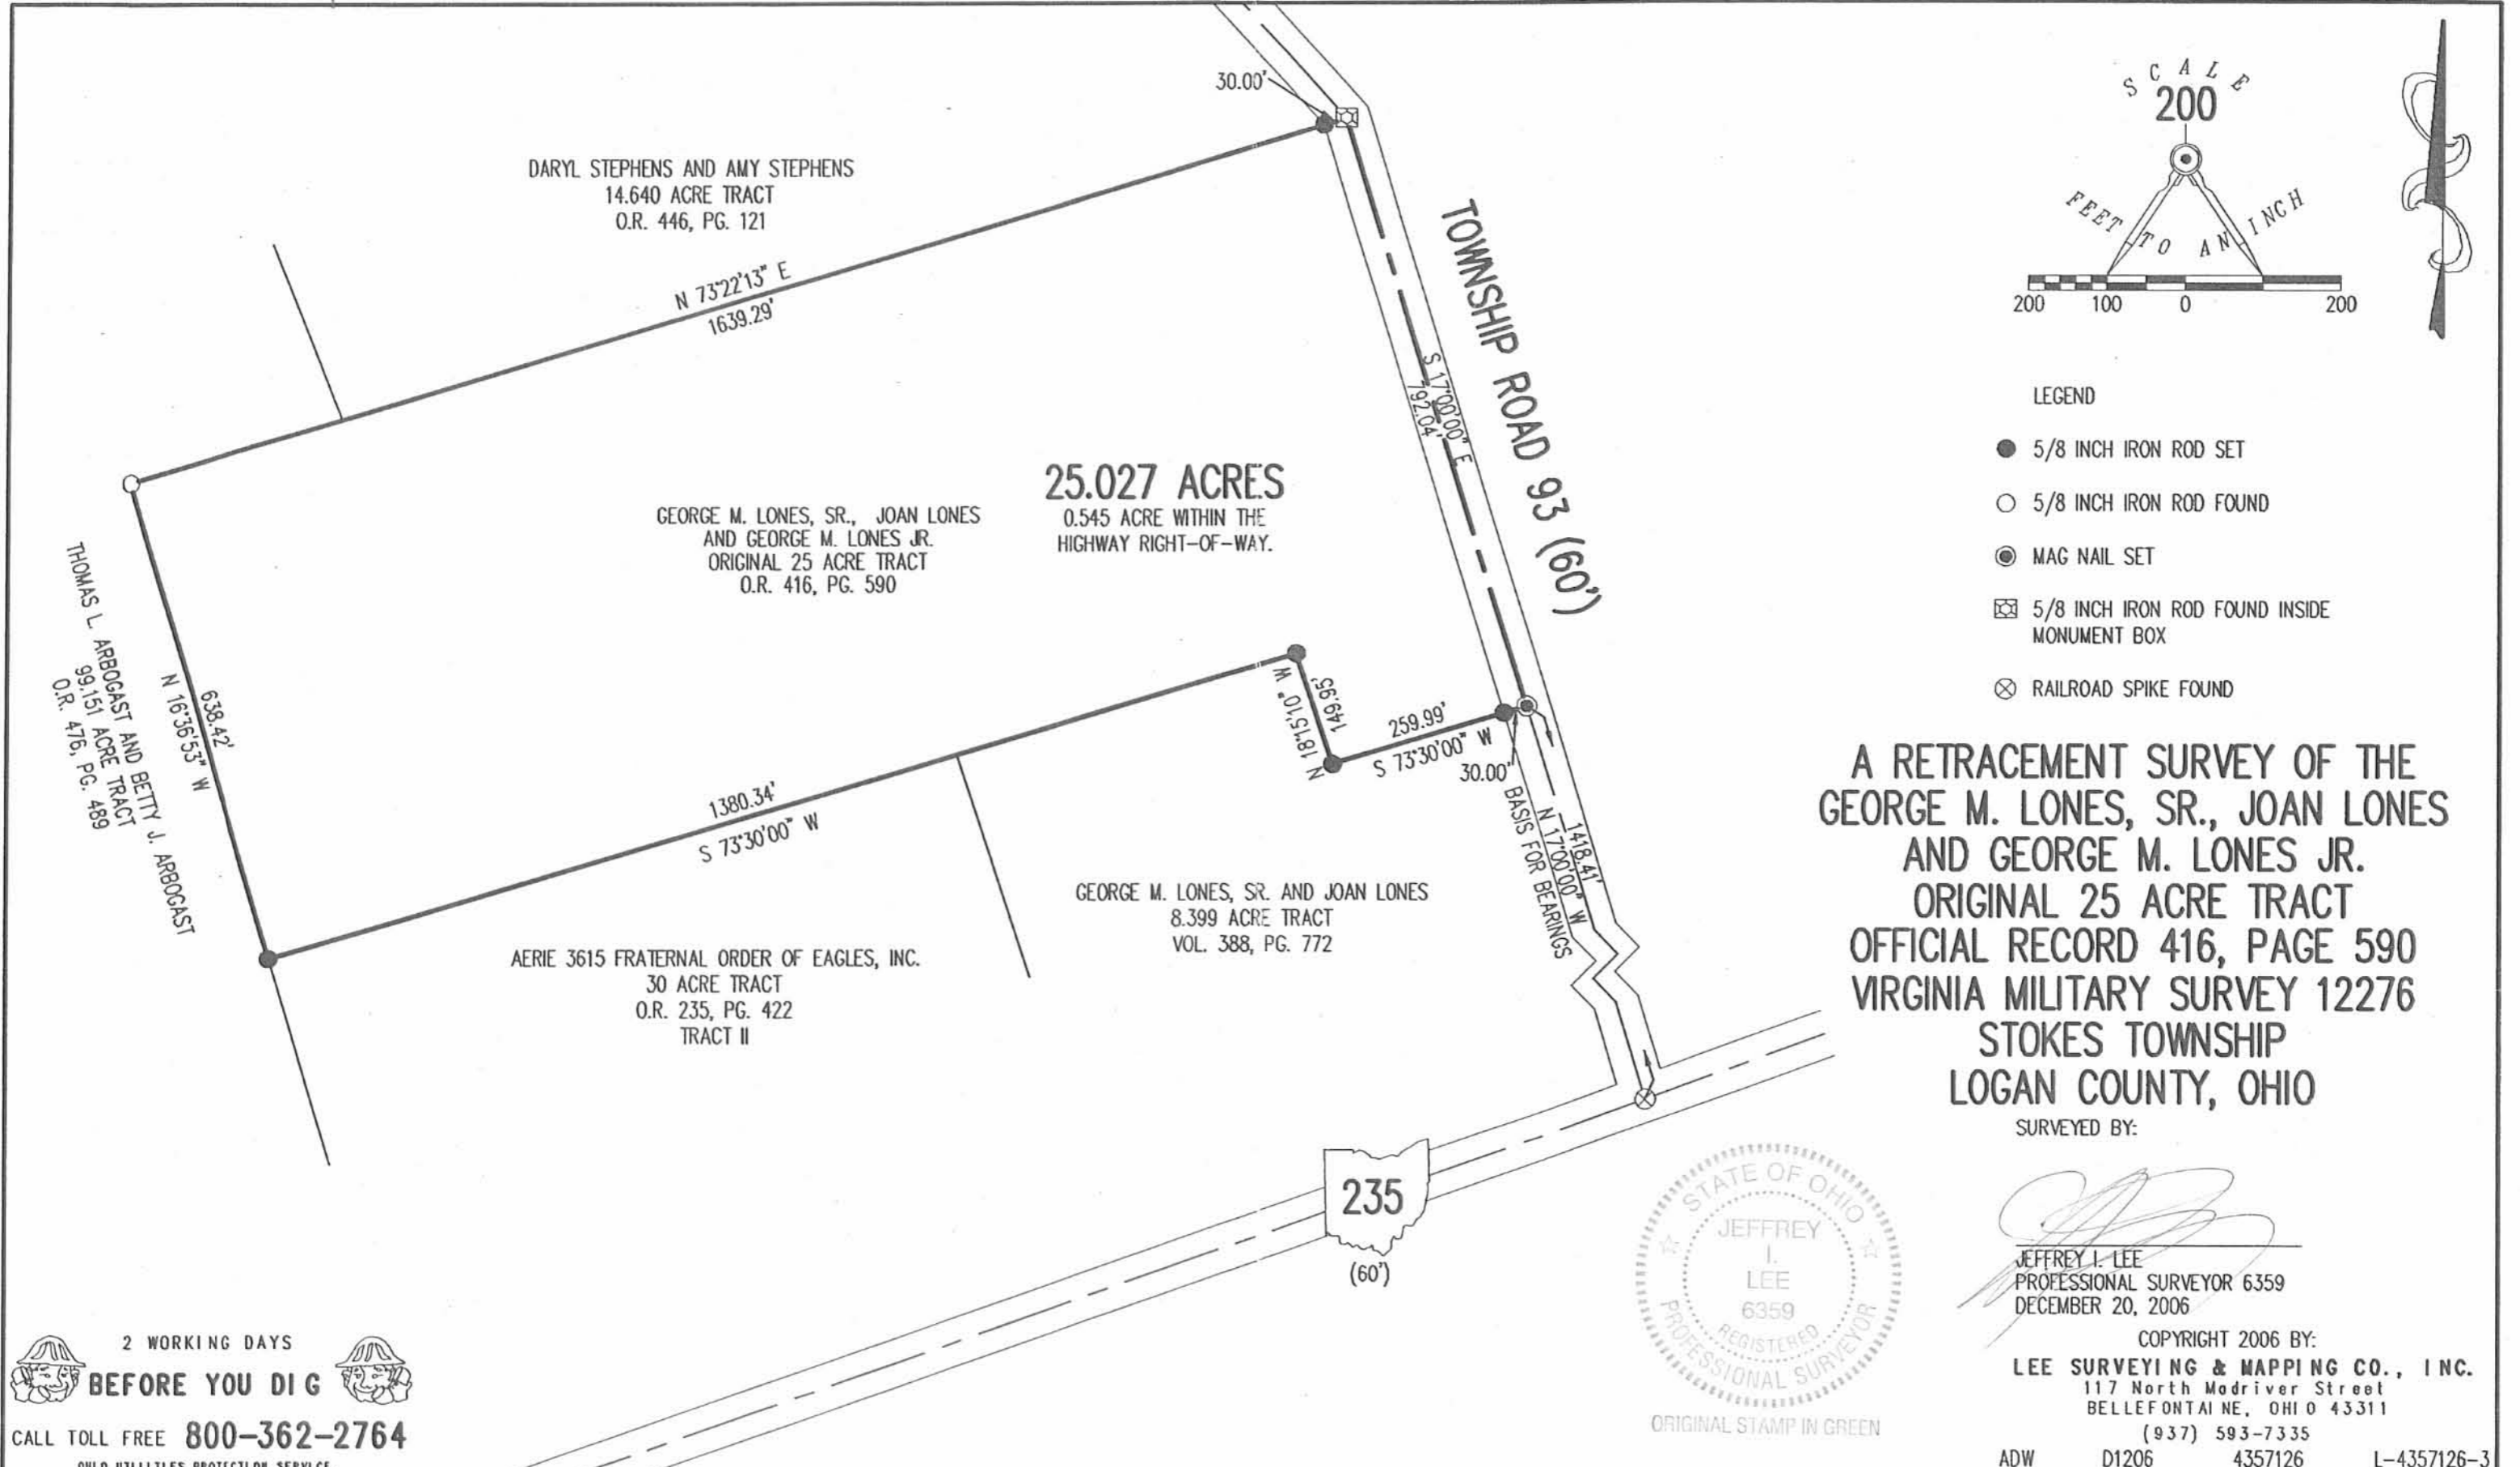 30.00'
DARYL STEPHENS AND AMY STEPHENS
14.640 ACRE TRACT
O.R. 446, PG. 121
N 73°22'13" E
1639.29'
TOWNSHIP ROAD 93 (60')
S 17°00'00" E
792.04'
25.027 ACRES
0.545 ACRE WITHIN THE
HIGHWAY RIGHT-OF-WAY.
GEORGE M. LONES, SR., JOAN LONES
AND GEORGE M. LONES JR.
ORIGINAL 25 ACRE TRACT
O.R. 416, PG. 590
THOMAS L. ARBOGAST AND BETTY J. ARBOGAST
99.151 ACRE TRACT
O.R. 476, PG. 489
638.42'
N 16°36'53" W
149.95'
N 18°15'10" W
259.99'
S 73°30'00" W
30.00'
1380.34'
S 73°30'00" W
BASIS FOR BEARINGS
N 17°00'00" W
1418.41'
GEORGE M. LONES, SR. AND JOAN LONES
8.399 ACRE TRACT
VOL. 388, PG. 772
AERIE 3615 FRATERNAL ORDER OF EAGLES, INC.
30 ACRE TRACT
O.R. 235, PG. 422
TRACT II
235
(60')
SCALE
200
FEET TO AN INCH
200 100 0 200
LEGEND
5/8 INCH IRON ROD SET
5/8 INCH IRON ROD FOUND
MAG NAIL SET
5/8 INCH IRON ROD FOUND INSIDE
MONUMENT BOX
RAILROAD SPIKE FOUND
A RETRACEMENT SURVEY OF THE
GEORGE M. LONES, SR., JOAN LONES
AND GEORGE M. LONES JR.
ORIGINAL 25 ACRE TRACT
OFFICIAL RECORD 416, PAGE 590
VIRGINIA MILITARY SURVEY 12276
STOKES TOWNSHIP
LOGAN COUNTY, OHIO
SURVEYED BY:
JEFFREY I. LEE
PROFESSIONAL SURVEYOR 6359
DECEMBER 20, 2006
COPYRIGHT 2006 BY:
LEE SURVEYING & MAPPING CO., INC.
117 North Madriver Street
BELLEFONTAINE, OHIO 43311
(937) 593-7335
ADW D1206 4357126 L-4357126-3
STATE OF OHIO
JEFFREY
I.
LEE
6359
REGISTERED
PROFESSIONAL SURVEYOR
ORIGINAL STAMP IN GREEN
2 WORKING DAYS
BEFORE YOU DIG
CALL TOLL FREE 800-362-2764
OHIO UTILITIES PROTECTION SERVICE